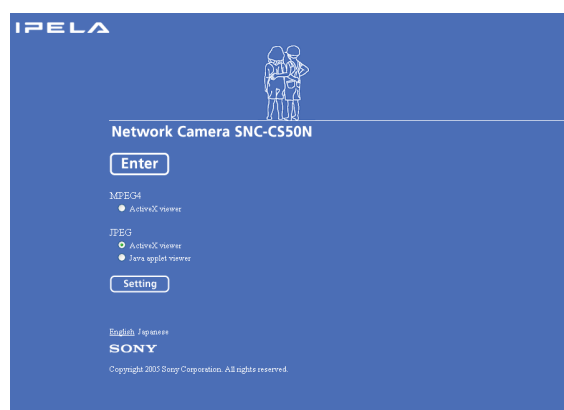 IPELA
Network Camera SNC-CS50N
Enter
MPEG4
ActiveX viewer
JPEG
ActiveX viewer
Java applet viewer
Setting
English Japanese
SONY
Copyright 2005 Sony Corporation. All rights reserved.